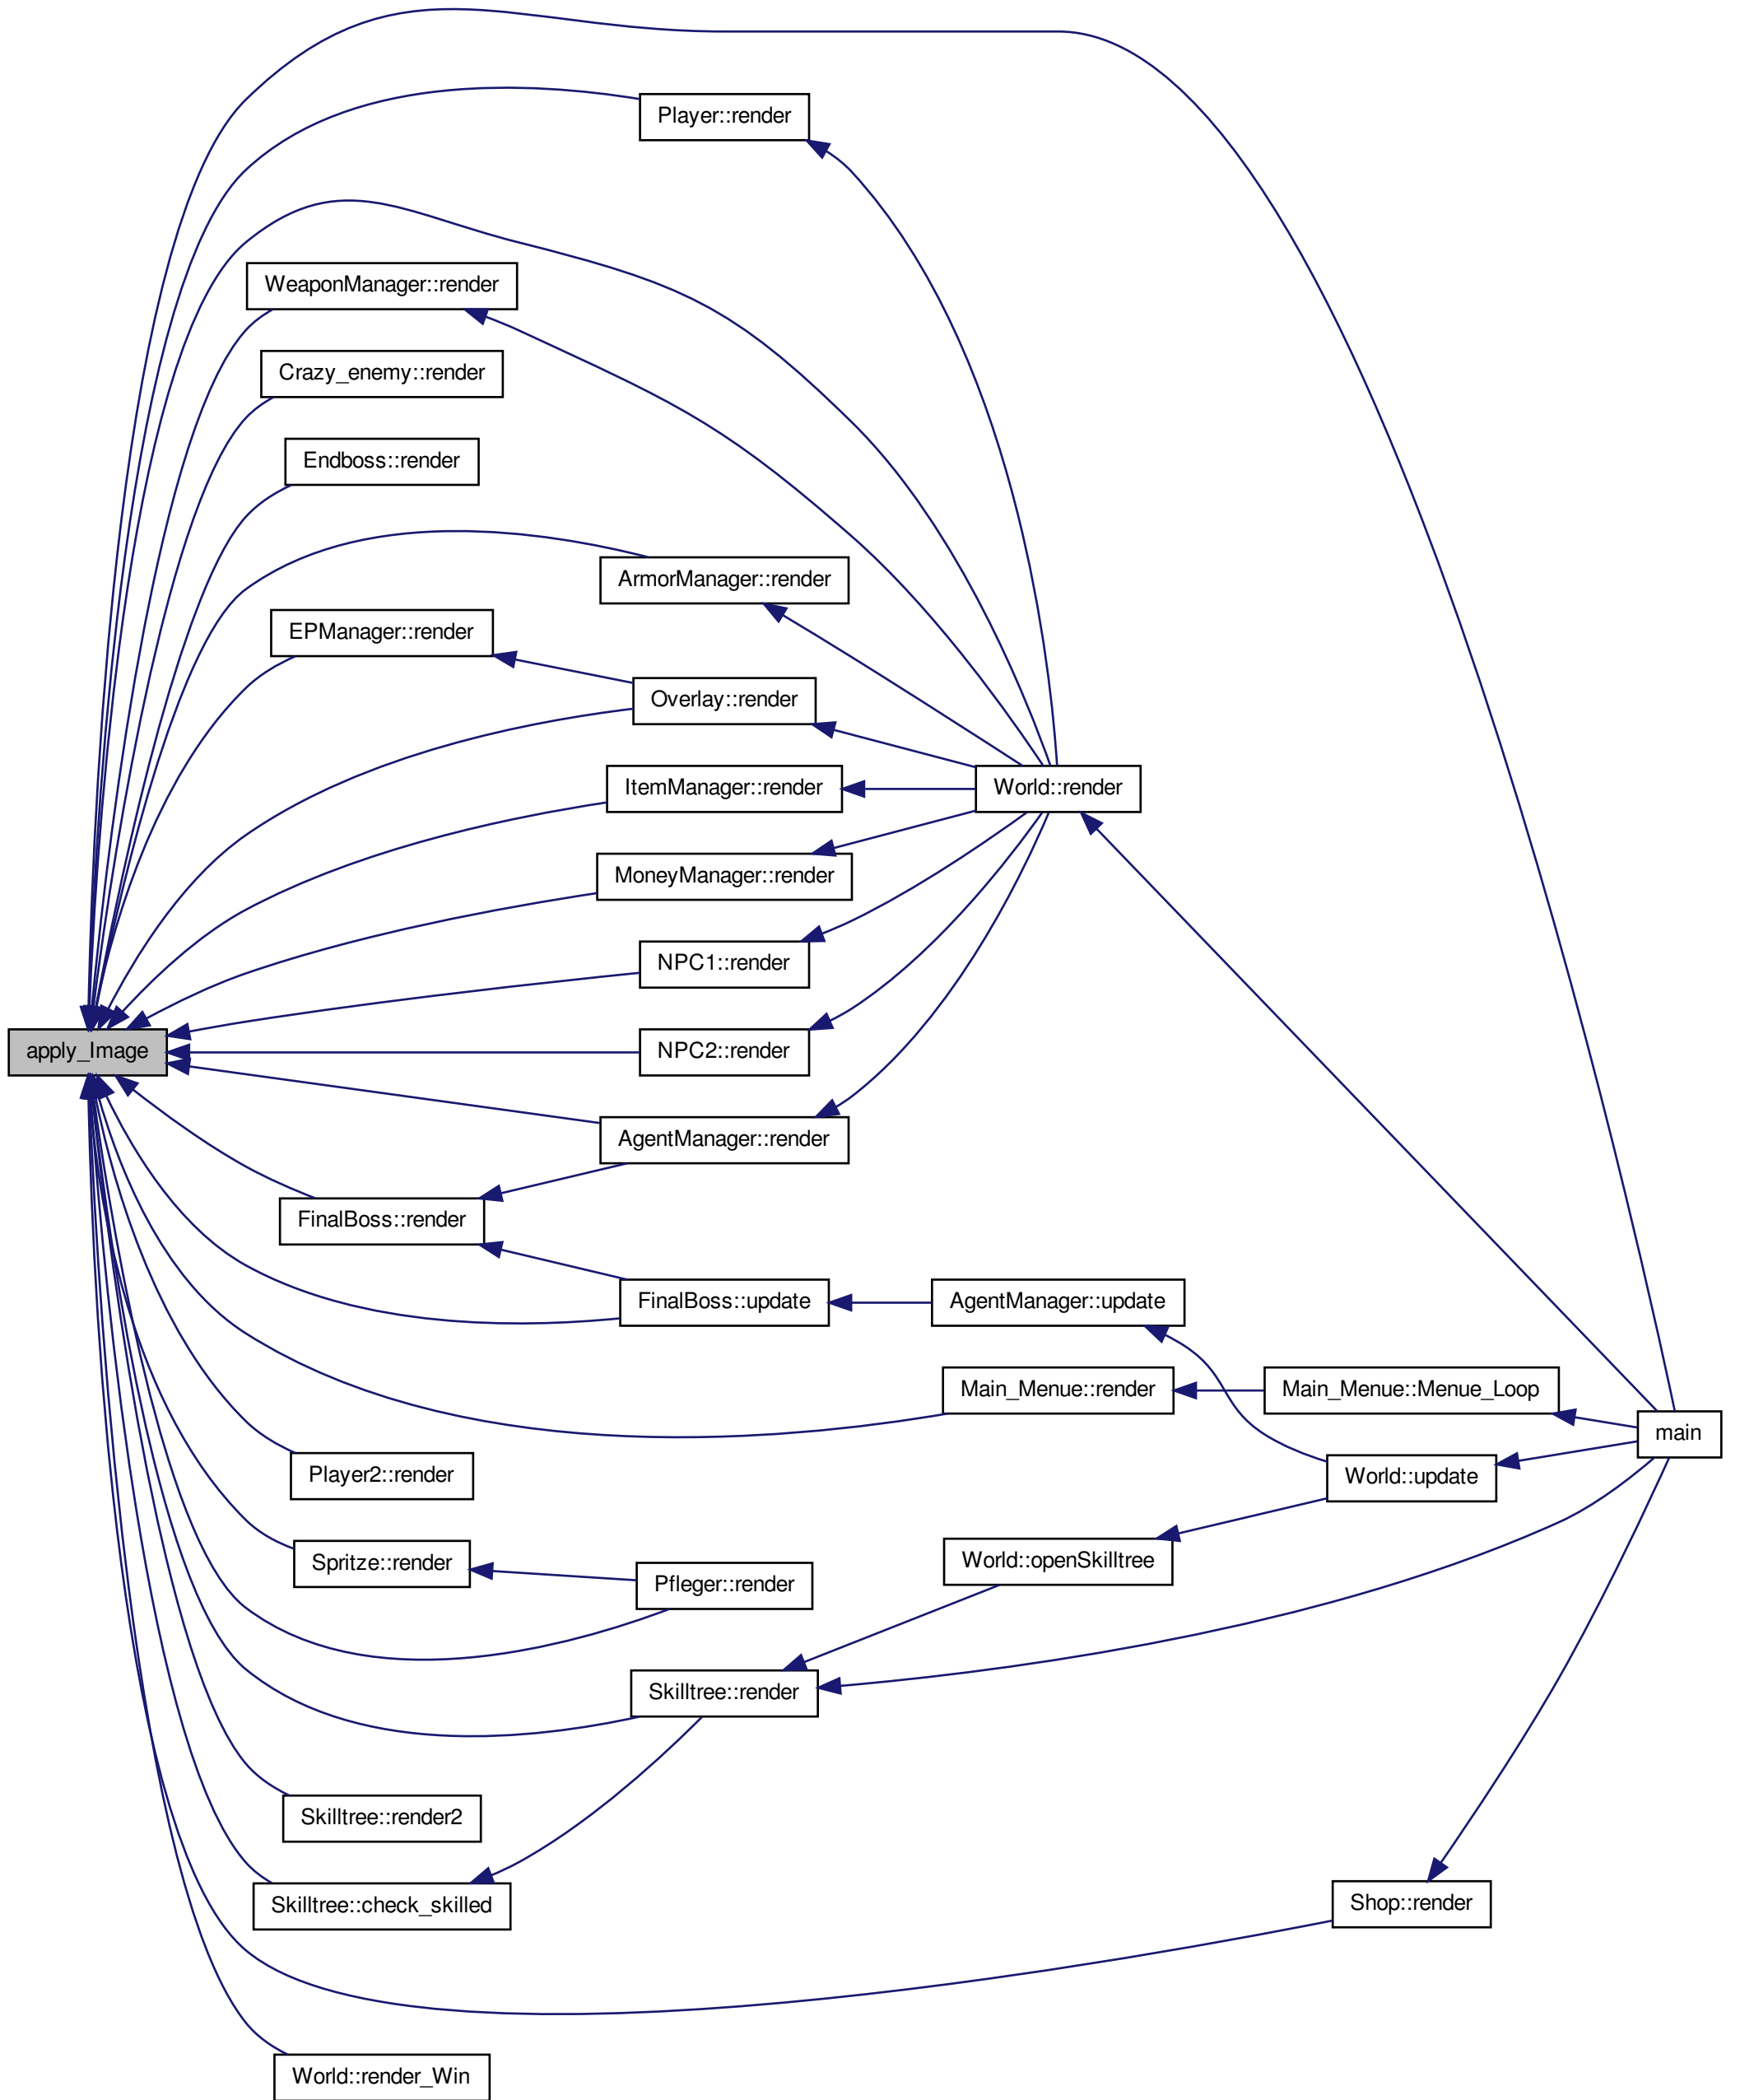 Player::render
WeaponManager::render
Crazy_enemy::render
Endboss::render
ArmorManager::render
EPManager::render
Overlay::render
ItemManager::render
World::render
MoneyManager::render
NPC1::render
apply_Image
NPC2::render
AgentManager::render
FinalBoss::render
FinalBoss::update
AgentManager::update
Main_Menue::render
Main_Menue::Menue_Loop
main
Player2::render
World::update
Spritze::render
World::openSkilltree
Pfleger::render
Skilltree::render
Skilltree::render2
Skilltree::check_skilled
Shop::render
World::render_Win